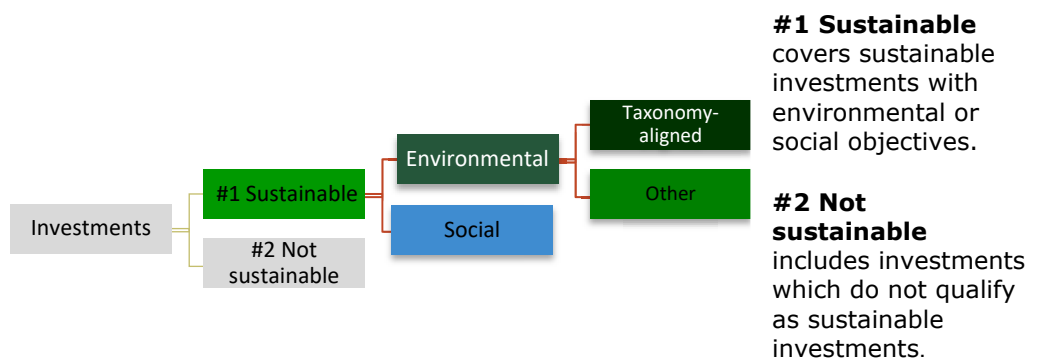 Investments
#1 Sustainable
#2 Not
sustainable
Environmental
Social
Taxonomy-
aligned
Other
#1 Sustainable
covers sustainable
investments with
environmental or
social objectives.
#2 Not
sustainable
includes investments
which do not qualify
as sustainable
investments.